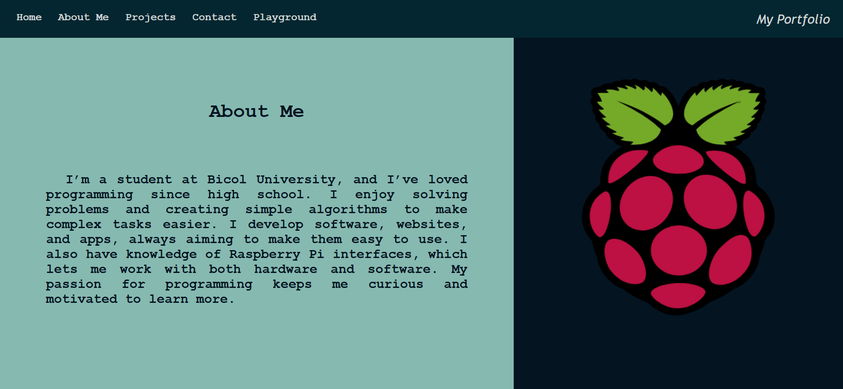 Home About Me Projects Contact Playground My Portfolio
About Me
I’m a student at Bicol University, and I’ve loved
programming since high school. I enjoy solving
problems and creating simple algorithms to make
complex tasks easier. I develop software, websites,
and apps, always aiming to make them easy to use. I
also have knowledge of Raspberry Pi interfaces, which
lets me work with both hardware and software. My
passion for programming keeps me curious and
motivated to learn more.